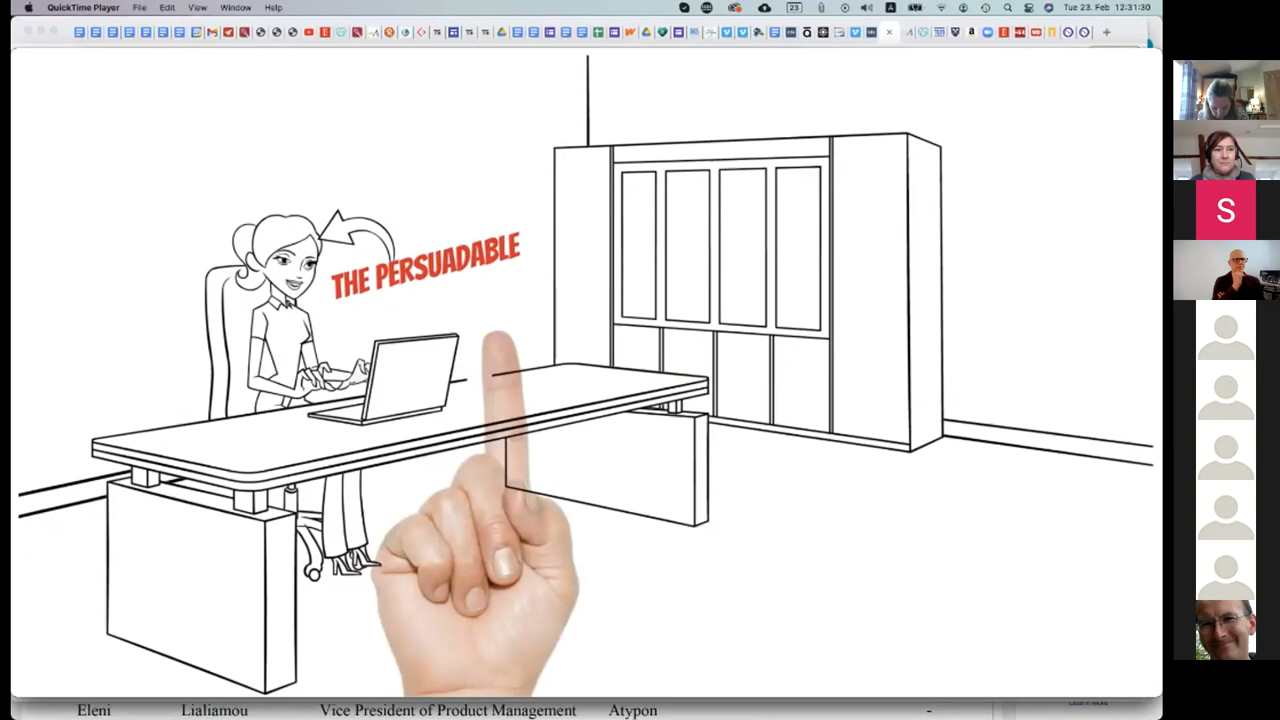 QuickTime Player File Edit View Window Help 23 A Tue 23. Feb 12:31:30
THE PERSUADABLE
S
Eleni Lialiamou Vice President of Product Management Atypon -